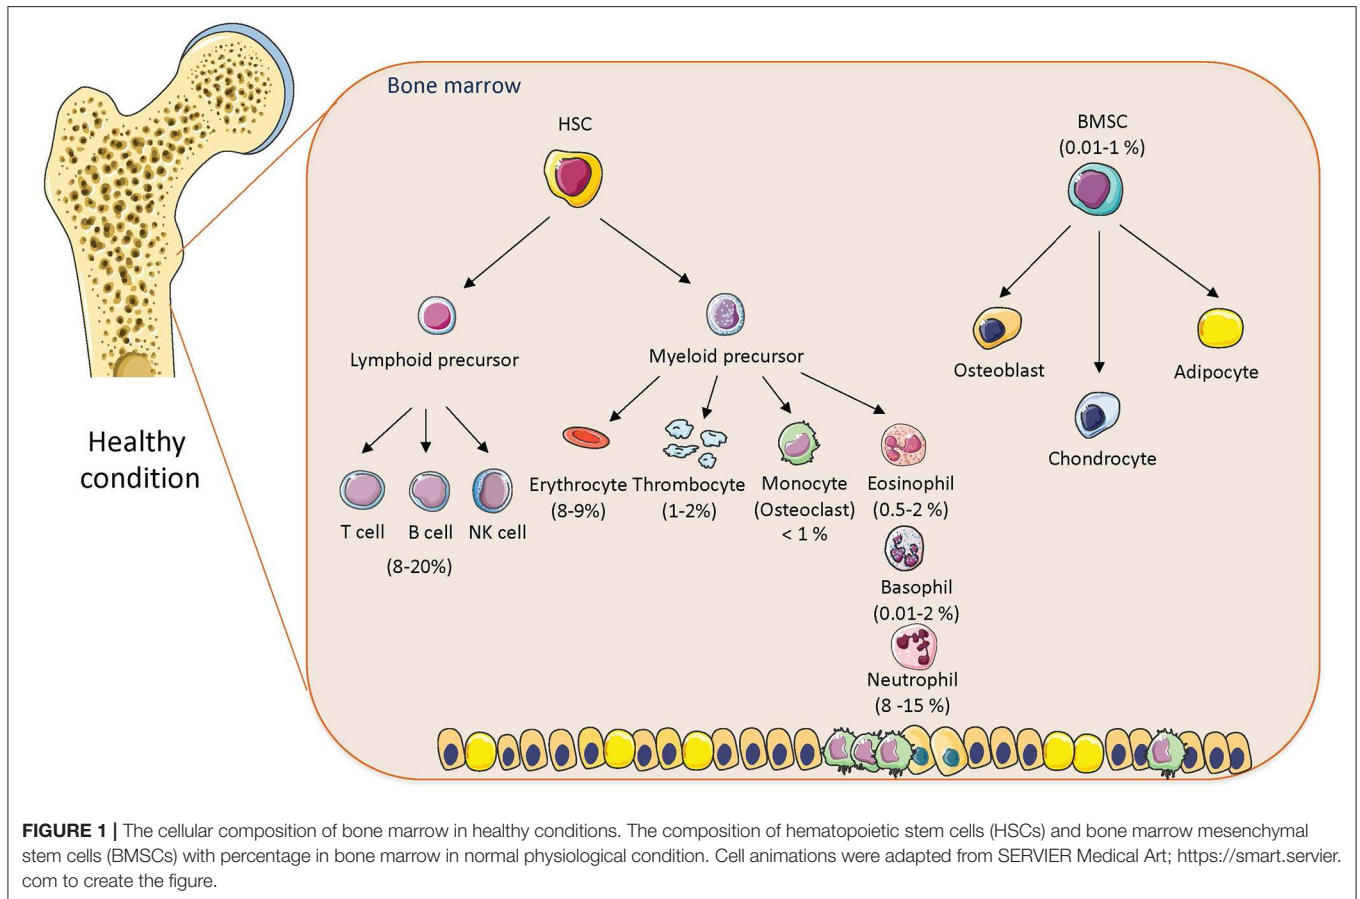 Bone marrow
HSC
BMSC
(0.01-1 %)
Lymphoid precursor
Myeloid precursor
Osteoblast
Adipocyte
Chondrocyte
Healthy
condition
T cell
B cell
NK cell
(8-20%)
Erythrocyte
(8-9%)
Thrombocyte
(1-2%)
Monocyte
(Osteoclast)
< 1 %
Eosinophil
(0.5-2 %)
Basophil
(0.01-2 %)
Neutrophil
(8 -15 %)
FIGURE 1 | The cellular composition of bone marrow in healthy conditions. The composition of hematopoietic stem cells (HSCs) and bone marrow mesenchymal
stem cells (BMSCs) with percentage in bone marrow in normal physiological condition. Cell animations were adapted from SERVIER Medical Art; https://smart.servier.
com to create the figure.